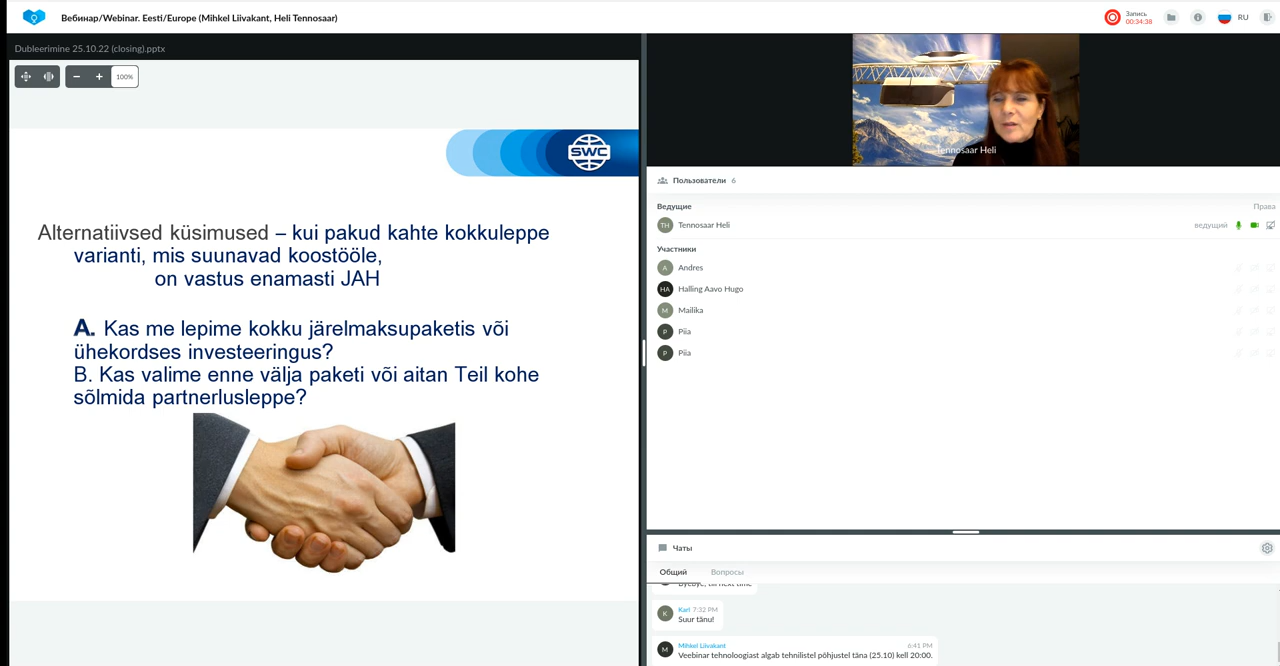 Вебинар/Webinar. Eesti/Europe (Mihkel Liivakant, Heli Tennosaar)
Запись
00:34:38
RU
Dubleerimine 25.10.22 (closing).pptx
100%
SWC
Alternatiivsed küsimused – kui pakud kahte kokkuleppe
varianti, mis suunavad koostööle,
on vastus enamasti JAH
A. Kas me lepime kokku järelmaksupaketis või
ühekordses investeeringus?
B. Kas valime enne välja paketi või aitan Teil kohe
sõlmida partnerlusleppe?
Tennosaar Heli
Пользователи 6
Ведущие Права
TH Tennosaar Heli ведущий
Участники
A Andres
HA Halling Aavo Hugo
M Mailika
P Piia
P Piia
Чаты
Общий Вопросы
Byebye, till next time
K Karl 7:32 PM
Suur tänu!
M Mihkel Liivakant 6:41 PM
Veebinar tehnoloogiast algab tehnilistel põhjustel täna (25.10) kell 20:00.